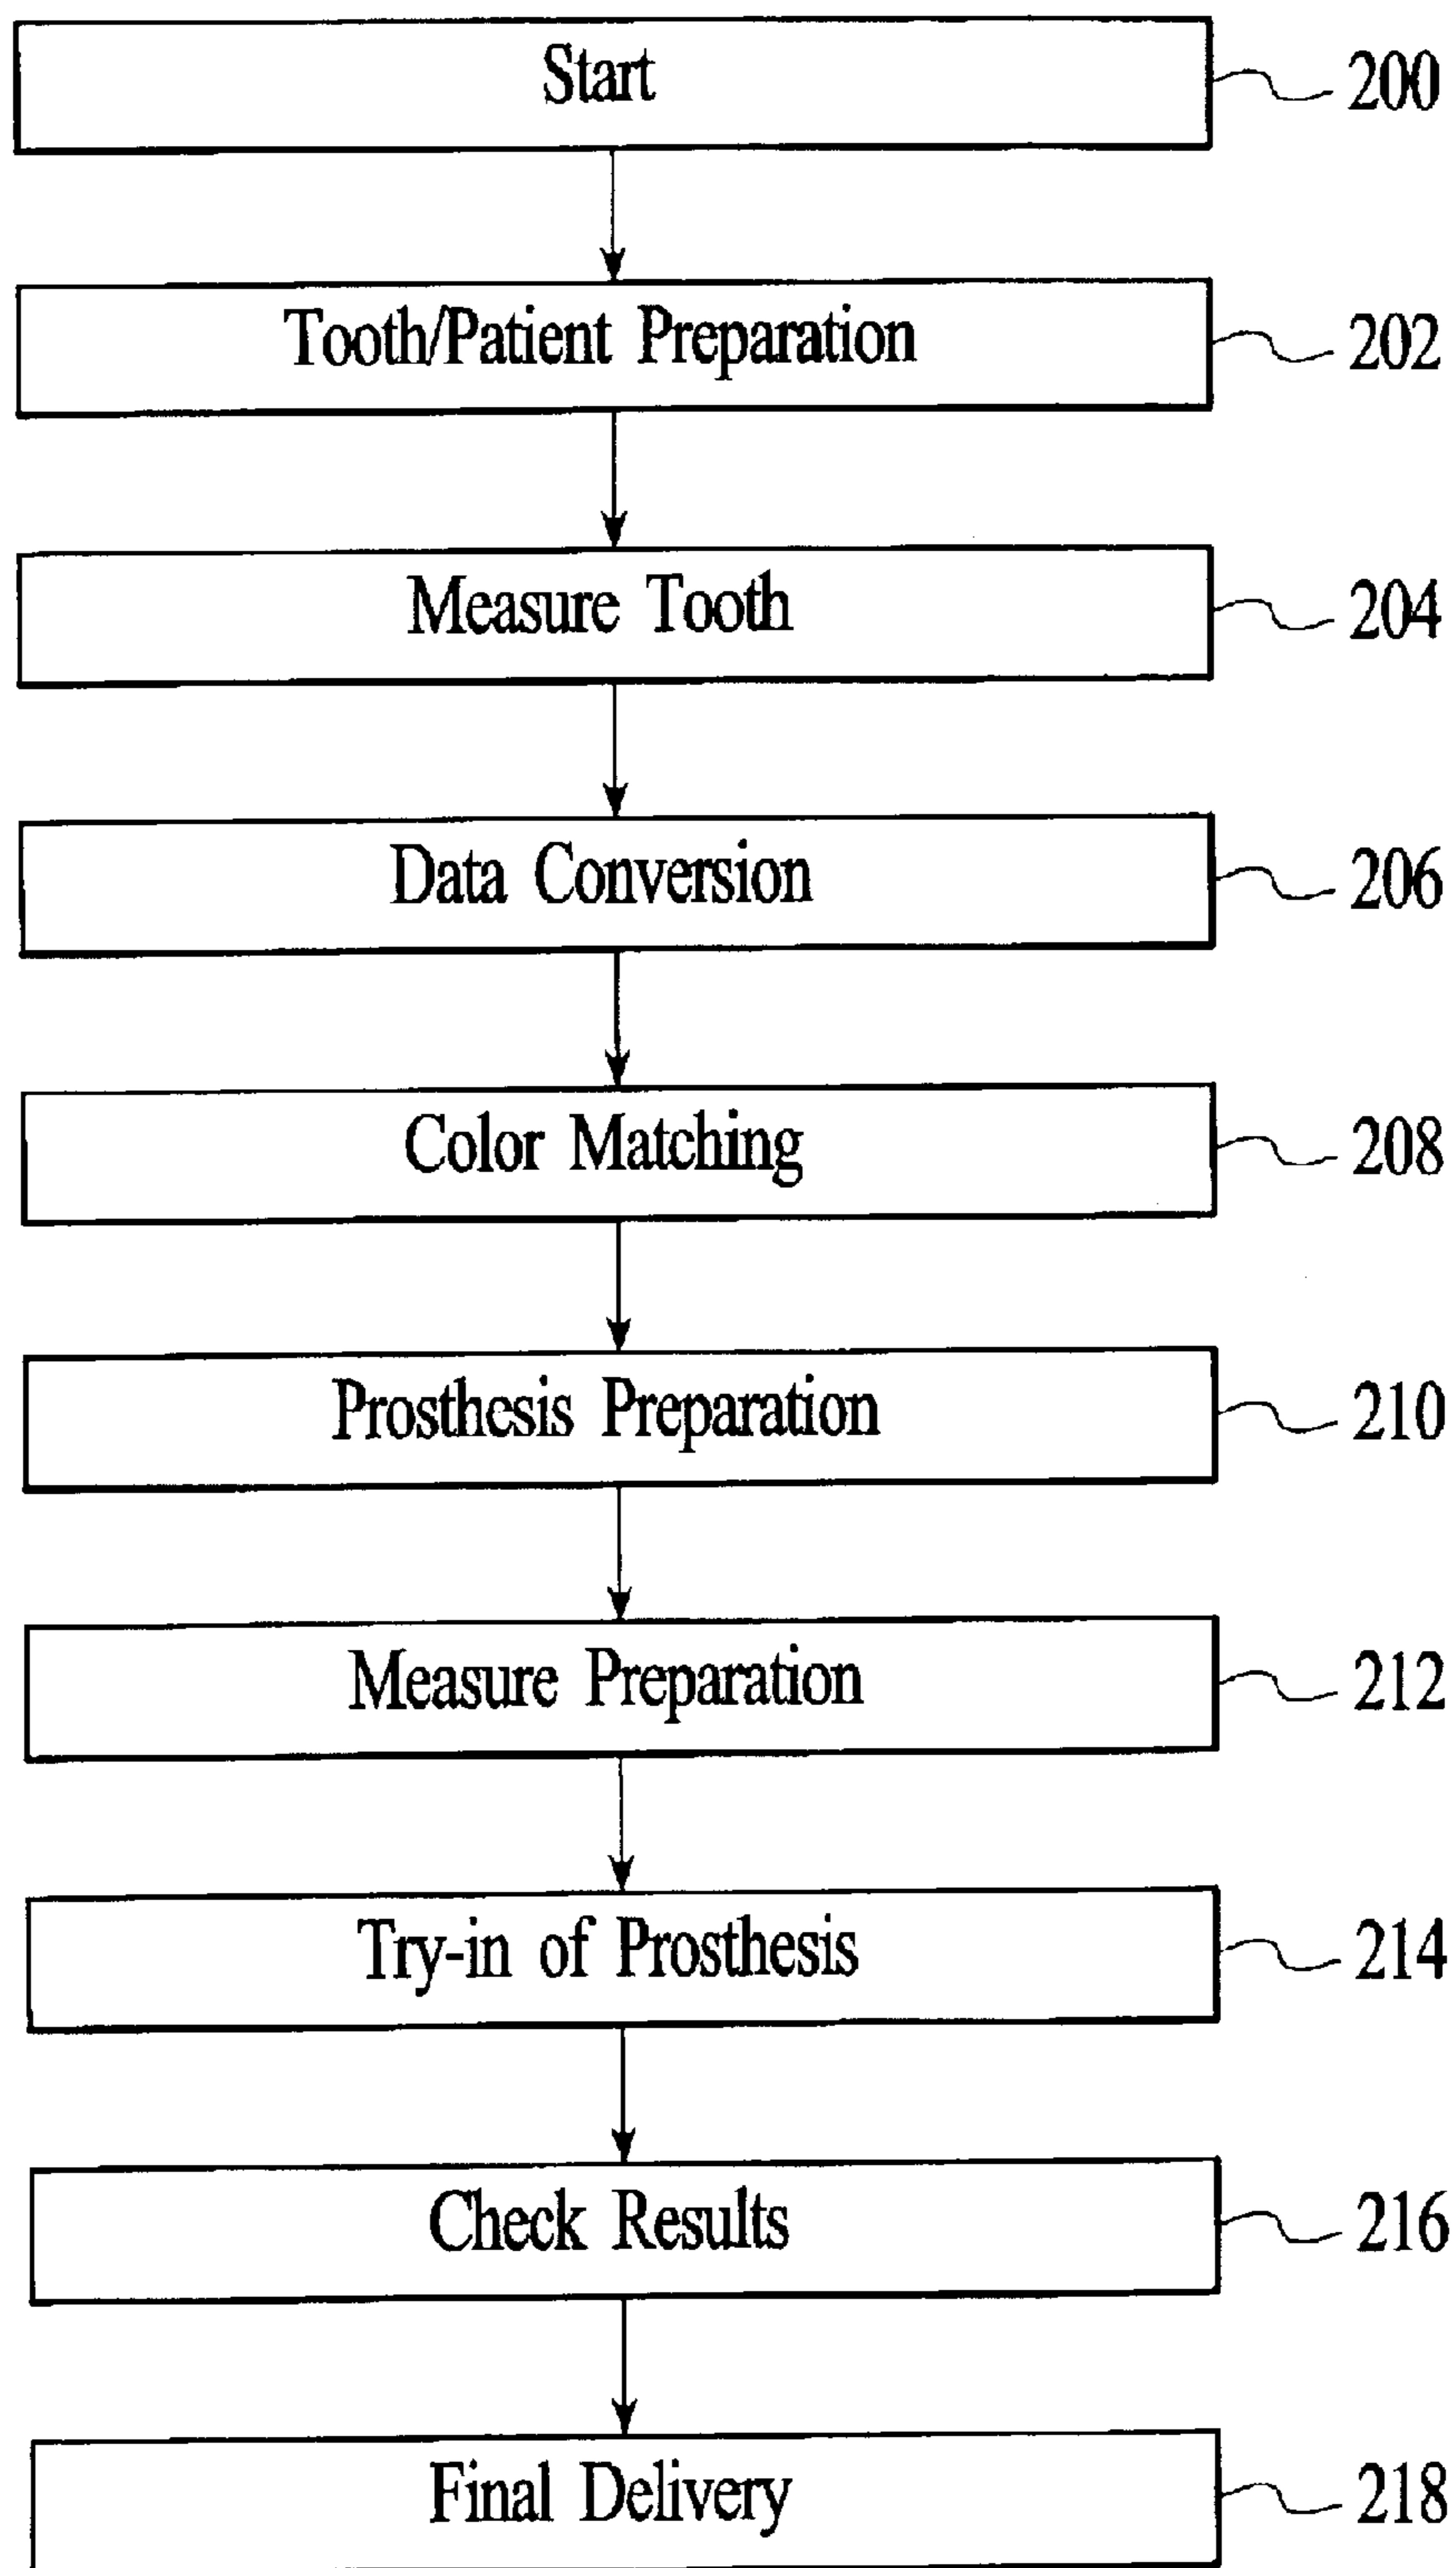 Start 200
Tooth/Patient Preparation 202
Measure Tooth 204
Data Conversion 206
Color Matching 208
Prosthesis Preparation 210
Measure Preparation 212
Try-in of Prosthesis 214
Check Results 216
Final Delivery 218